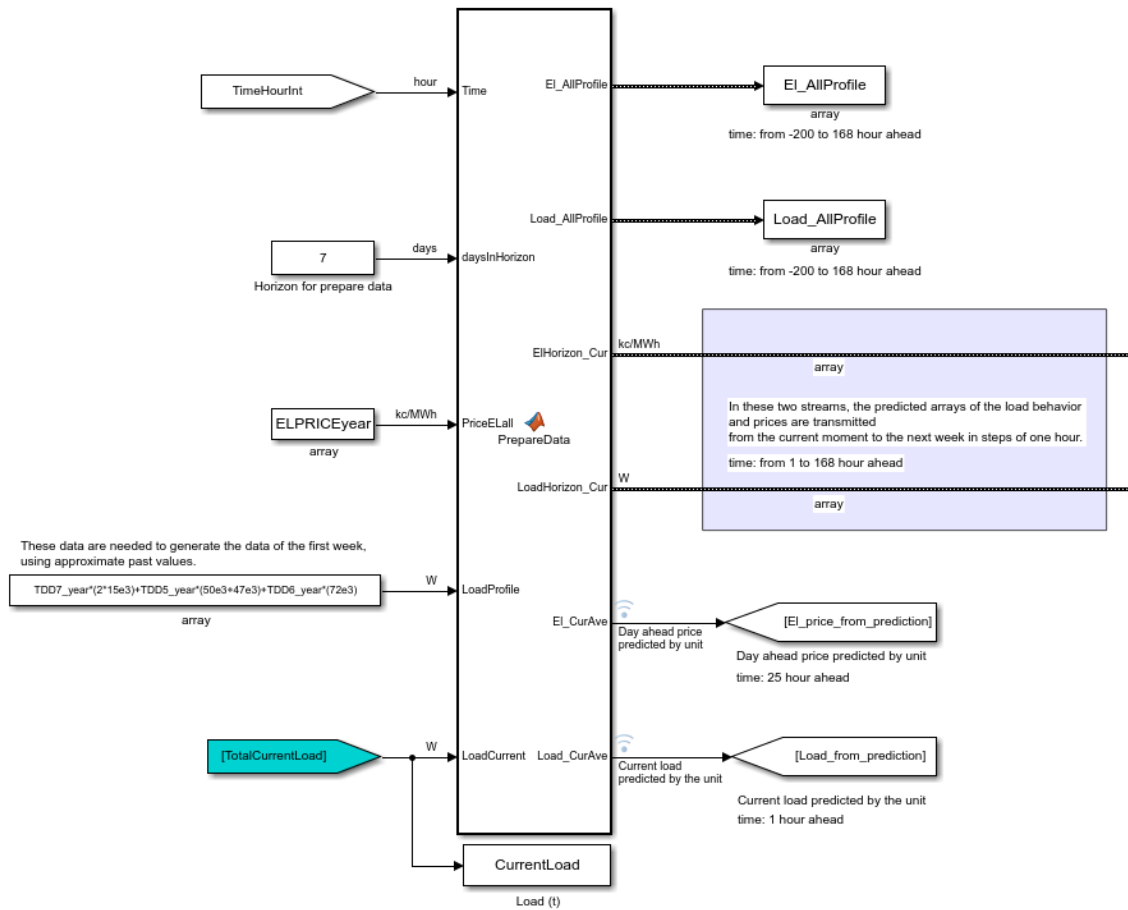 TimeHourInt
hour
Time
El_AllProfile
El_AllProfile
array
time: from -200 to 168 hour ahead
Load_AllProfile
Load_AllProfile
array
time: from -200 to 168 hour ahead
7
days
daysInHorizon
Horizon for prepare data
ElHorizon_Cur
kc/MWh
array
ELPRICEyear
kc/MWh
PriceELall
array
PrepareData
In these two streams, the predicted arrays of the load behavior
and prices are transmitted
from the current moment to the next week in steps of one hour.
time: from 1 to 168 hour ahead
LoadHorizon_Cur
W
array
These data are needed to generate the data of the first week,
using approximate past values.
TDD7_year*(2*15e3)+TDD5_year*(50e3+47e3)+TDD6_year*(72e3)
W
LoadProfile
array
El_CurAve
Day ahead price
predicted by unit
[El_price_from_prediction]
Day ahead price predicted by unit
time: 25 hour ahead
[TotalCurrentLoad]
W
LoadCurrent
Load_CurAve
Current load
predicted by the unit
[Load_from_prediction]
Current load predicted by the unit
time: 1 hour ahead
CurrentLoad
Load (t)